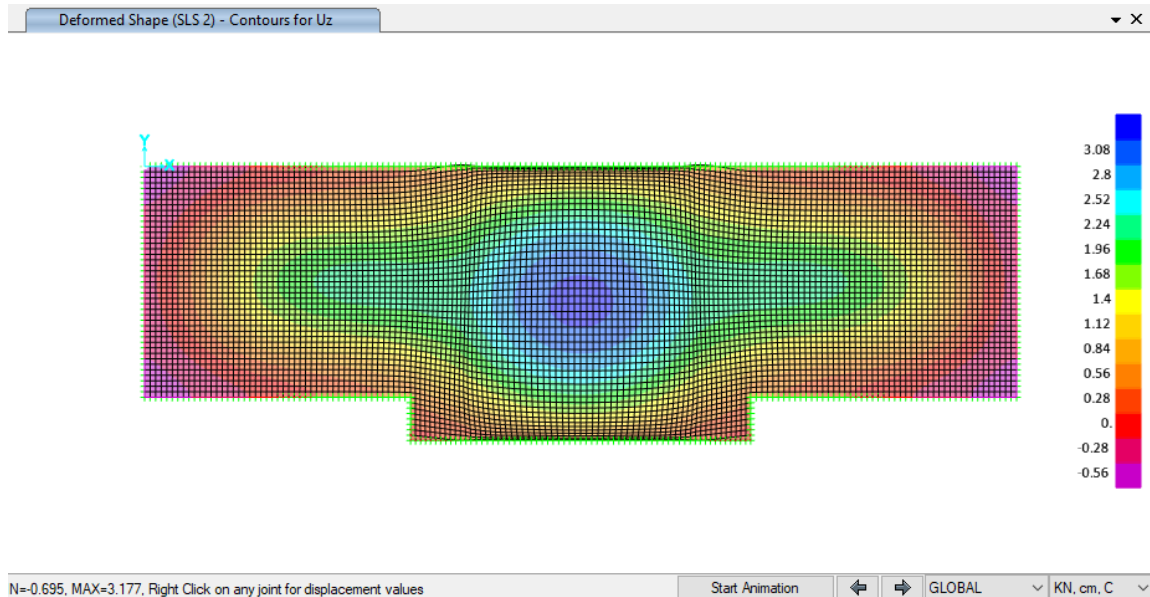 Deformed Shape (SLS 2) - Contours for Uz
Y
X
3.08
2.8
2.52
2.24
1.96
1.68
1.4
1.12
0.84
0.56
0.28
0.
-0.28
-0.56
N=-0.695, MAX=3.177, Right Click on any joint for displacement values
Start Animation
GLOBAL
KN, cm, C